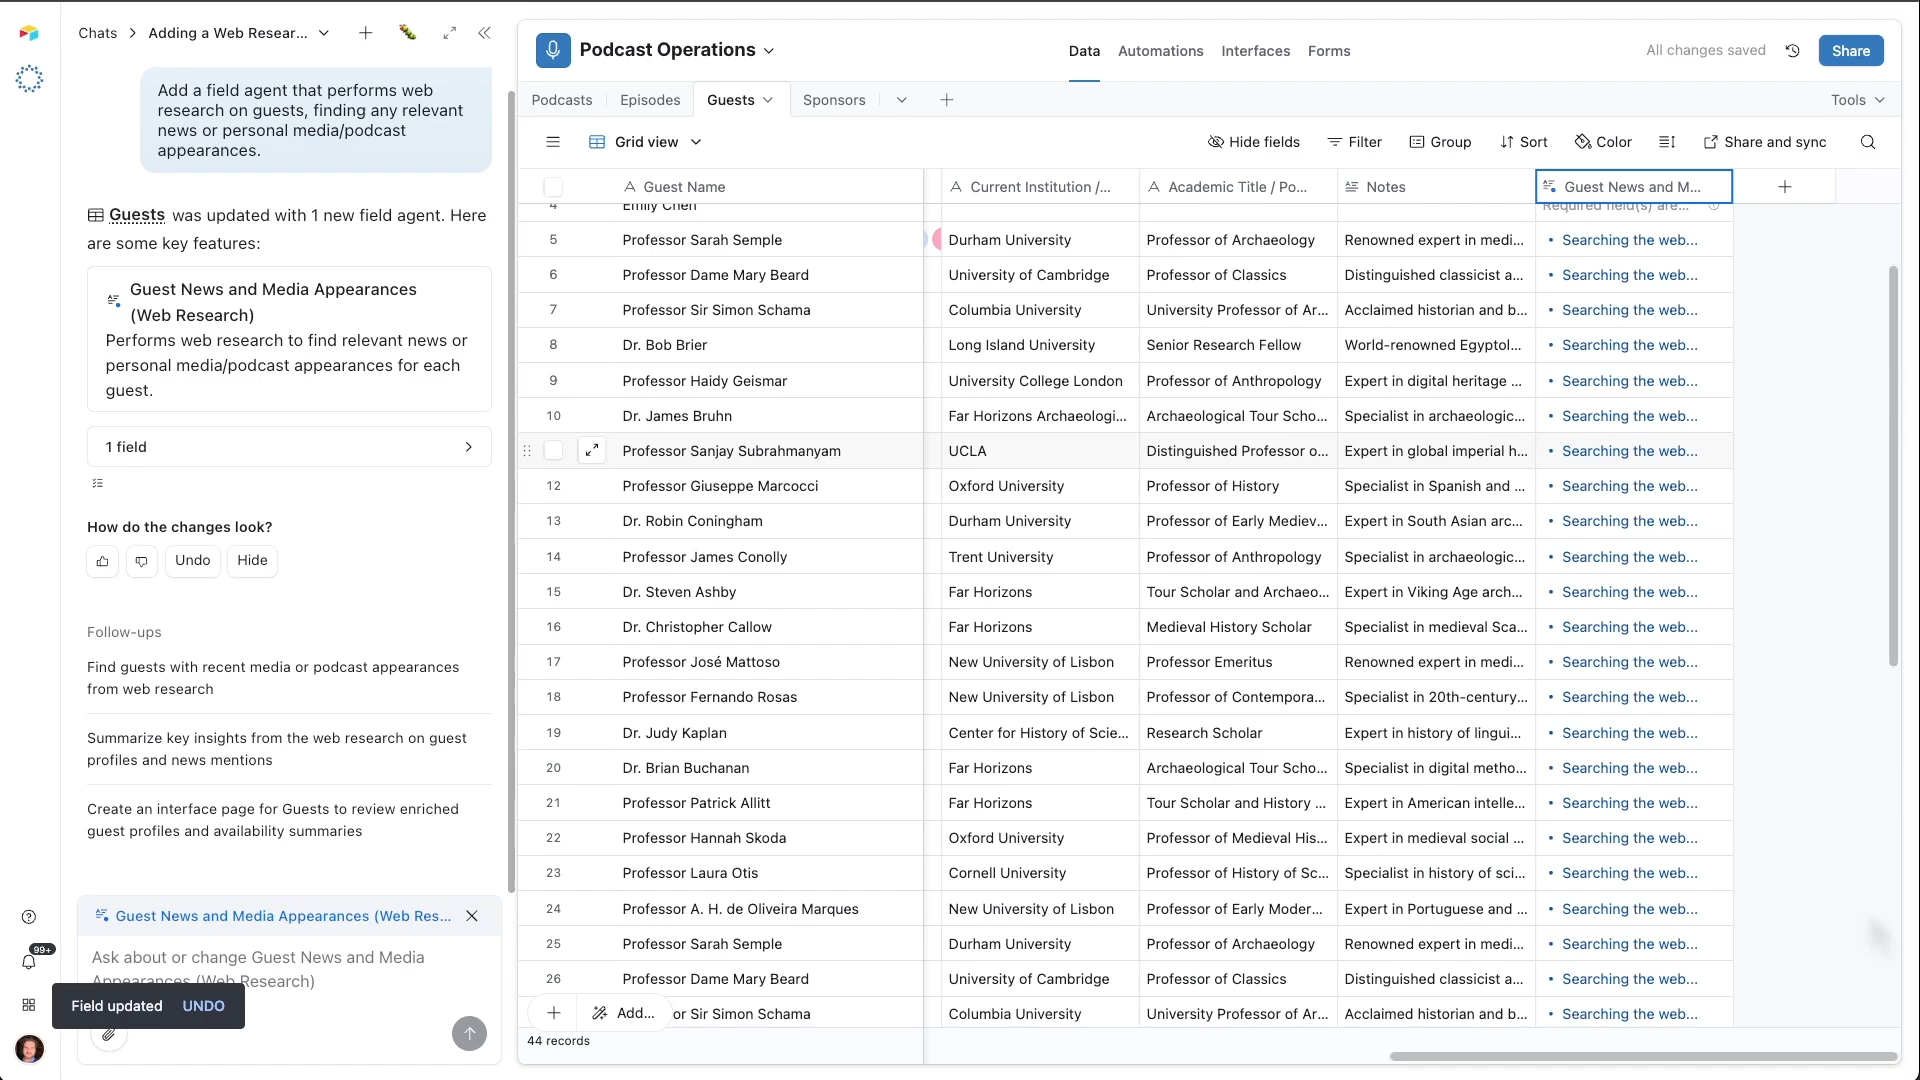 Chats > Adding a Web Resear...
Add a field agent that performs web
research on guests, finding any relevant
news or personal media/podcast
appearances.
Guests was updated with 1 new field agent. Here
are some key features:
Guest News and Media Appearances
(Web Research)
Performs web research to find relevant news or
personal media/podcast appearances for each
guest.
1 field
How do the changes look?
Undo Hide
Follow-ups
Find guests with recent media or podcast appearances
from web research
Summarize key insights from the web research on guest
profiles and news mentions
Create an interface page for Guests to review enriched
guest profiles and availability summaries
Guest News and Media Appearances (Web Res...
Ask about or change Guest News and Media
Appearances (Web Research)
99+
Field updated UNDO
Podcast Operations
Data Automations Interfaces Forms
All changes saved
Share
Podcasts Episodes Guests Sponsors
Tools
Grid view
Hide fields Filter Group Sort Color Share and sync
Guest Name Current Institution /... Academic Title / Po... Notes Guest News and M...
4 Emily Chen Required field(s) are...
5 Professor Sarah Semple Durham University Professor of Archaeology Renowned expert in medi... • Searching the web...
6 Professor Dame Mary Beard University of Cambridge Professor of Classics Distinguished classicist a... • Searching the web...
7 Professor Sir Simon Schama Columbia University University Professor of Ar... Acclaimed historian and b... • Searching the web...
8 Dr. Bob Brier Long Island University Senior Research Fellow World-renowned Egyptol... • Searching the web...
9 Professor Haidy Geismar University College London Professor of Anthropology Expert in digital heritage ... • Searching the web...
10 Dr. James Bruhn Far Horizons Archaeologi... Archaeological Tour Scho... Specialist in archaeologic... • Searching the web...
Professor Sanjay Subrahmanyam UCLA Distinguished Professor o... Expert in global imperial h... • Searching the web...
12 Professor Giuseppe Marcocci Oxford University Professor of History Specialist in Spanish and ... • Searching the web...
13 Dr. Robin Coningham Durham University Professor of Early Mediev... Expert in South Asian arc... • Searching the web...
14 Professor James Conolly Trent University Professor of Anthropology Specialist in archaeologic... • Searching the web...
15 Dr. Steven Ashby Far Horizons Tour Scholar and Archaeo... Expert in Viking Age arch... • Searching the web...
16 Dr. Christopher Callow Far Horizons Medieval History Scholar Specialist in medieval Sca... • Searching the web...
17 Professor José Mattoso New University of Lisbon Professor Emeritus Renowned expert in medi... • Searching the web...
18 Professor Fernando Rosas New University of Lisbon Professor of Contempora... Specialist in 20th-century... • Searching the web...
19 Dr. Judy Kaplan Center for History of Scie... Research Scholar Expert in history of lingui... • Searching the web...
20 Dr. Brian Buchanan Far Horizons Archaeological Tour Scho... Specialist in digital metho... • Searching the web...
21 Professor Patrick Allitt Far Horizons Tour Scholar and History ... Expert in American intelle... • Searching the web...
22 Professor Hannah Skoda Oxford University Professor of Medieval His... Expert in medieval social ... • Searching the web...
23 Professor Laura Otis Cornell University Professor of History of Sc... Specialist in history of sci... • Searching the web...
24 Professor A. H. de Oliveira Marques New University of Lisbon Professor of Early Moder... Expert in Portuguese and ... • Searching the web...
25 Professor Sarah Semple Durham University Professor of Archaeology Renowned expert in medi... • Searching the web...
26 Professor Dame Mary Beard University of Cambridge Professor of Classics Distinguished classicist a... • Searching the web...
Add... or Sir Simon Schama Columbia University University Professor of Ar... Acclaimed historian and b... • Searching the web...
44 records